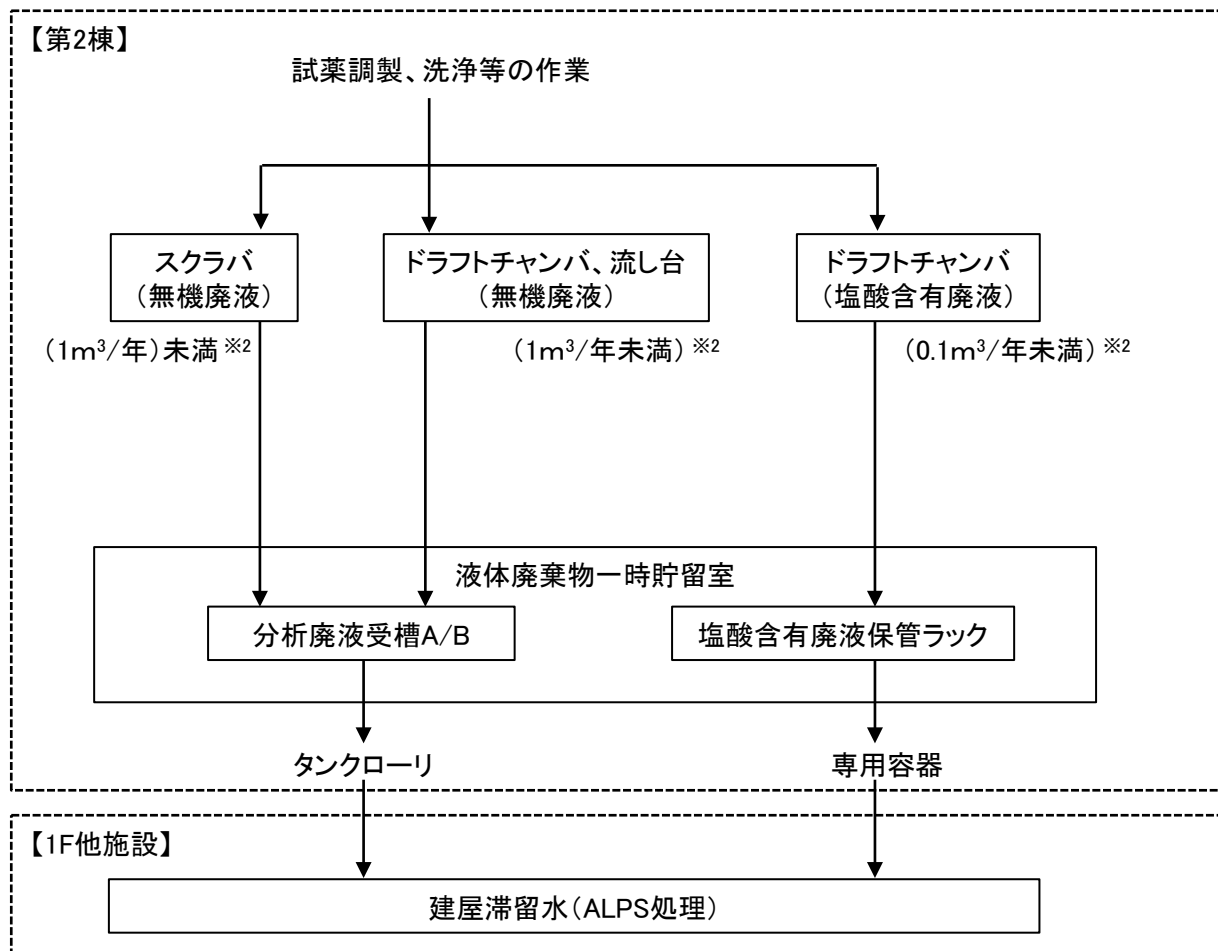 【第2棟】
試薬調製、洗浄等の作業
スクラバ
（無機廃液）
ドラフトチャンバ、流し台
（無機廃液）
ドラフトチャンバ
（塩酸含有廃液）
（1m³/年）未満 ※2
（1m³/年未満）※2
（0.1m³/年未満）※2
液体廃棄物一時貯留室
分析廃液受槽A/B
塩酸含有廃液保管ラック
タンクローリ
専用容器
【1F他施設】
建屋滞留水（ALPS処理）